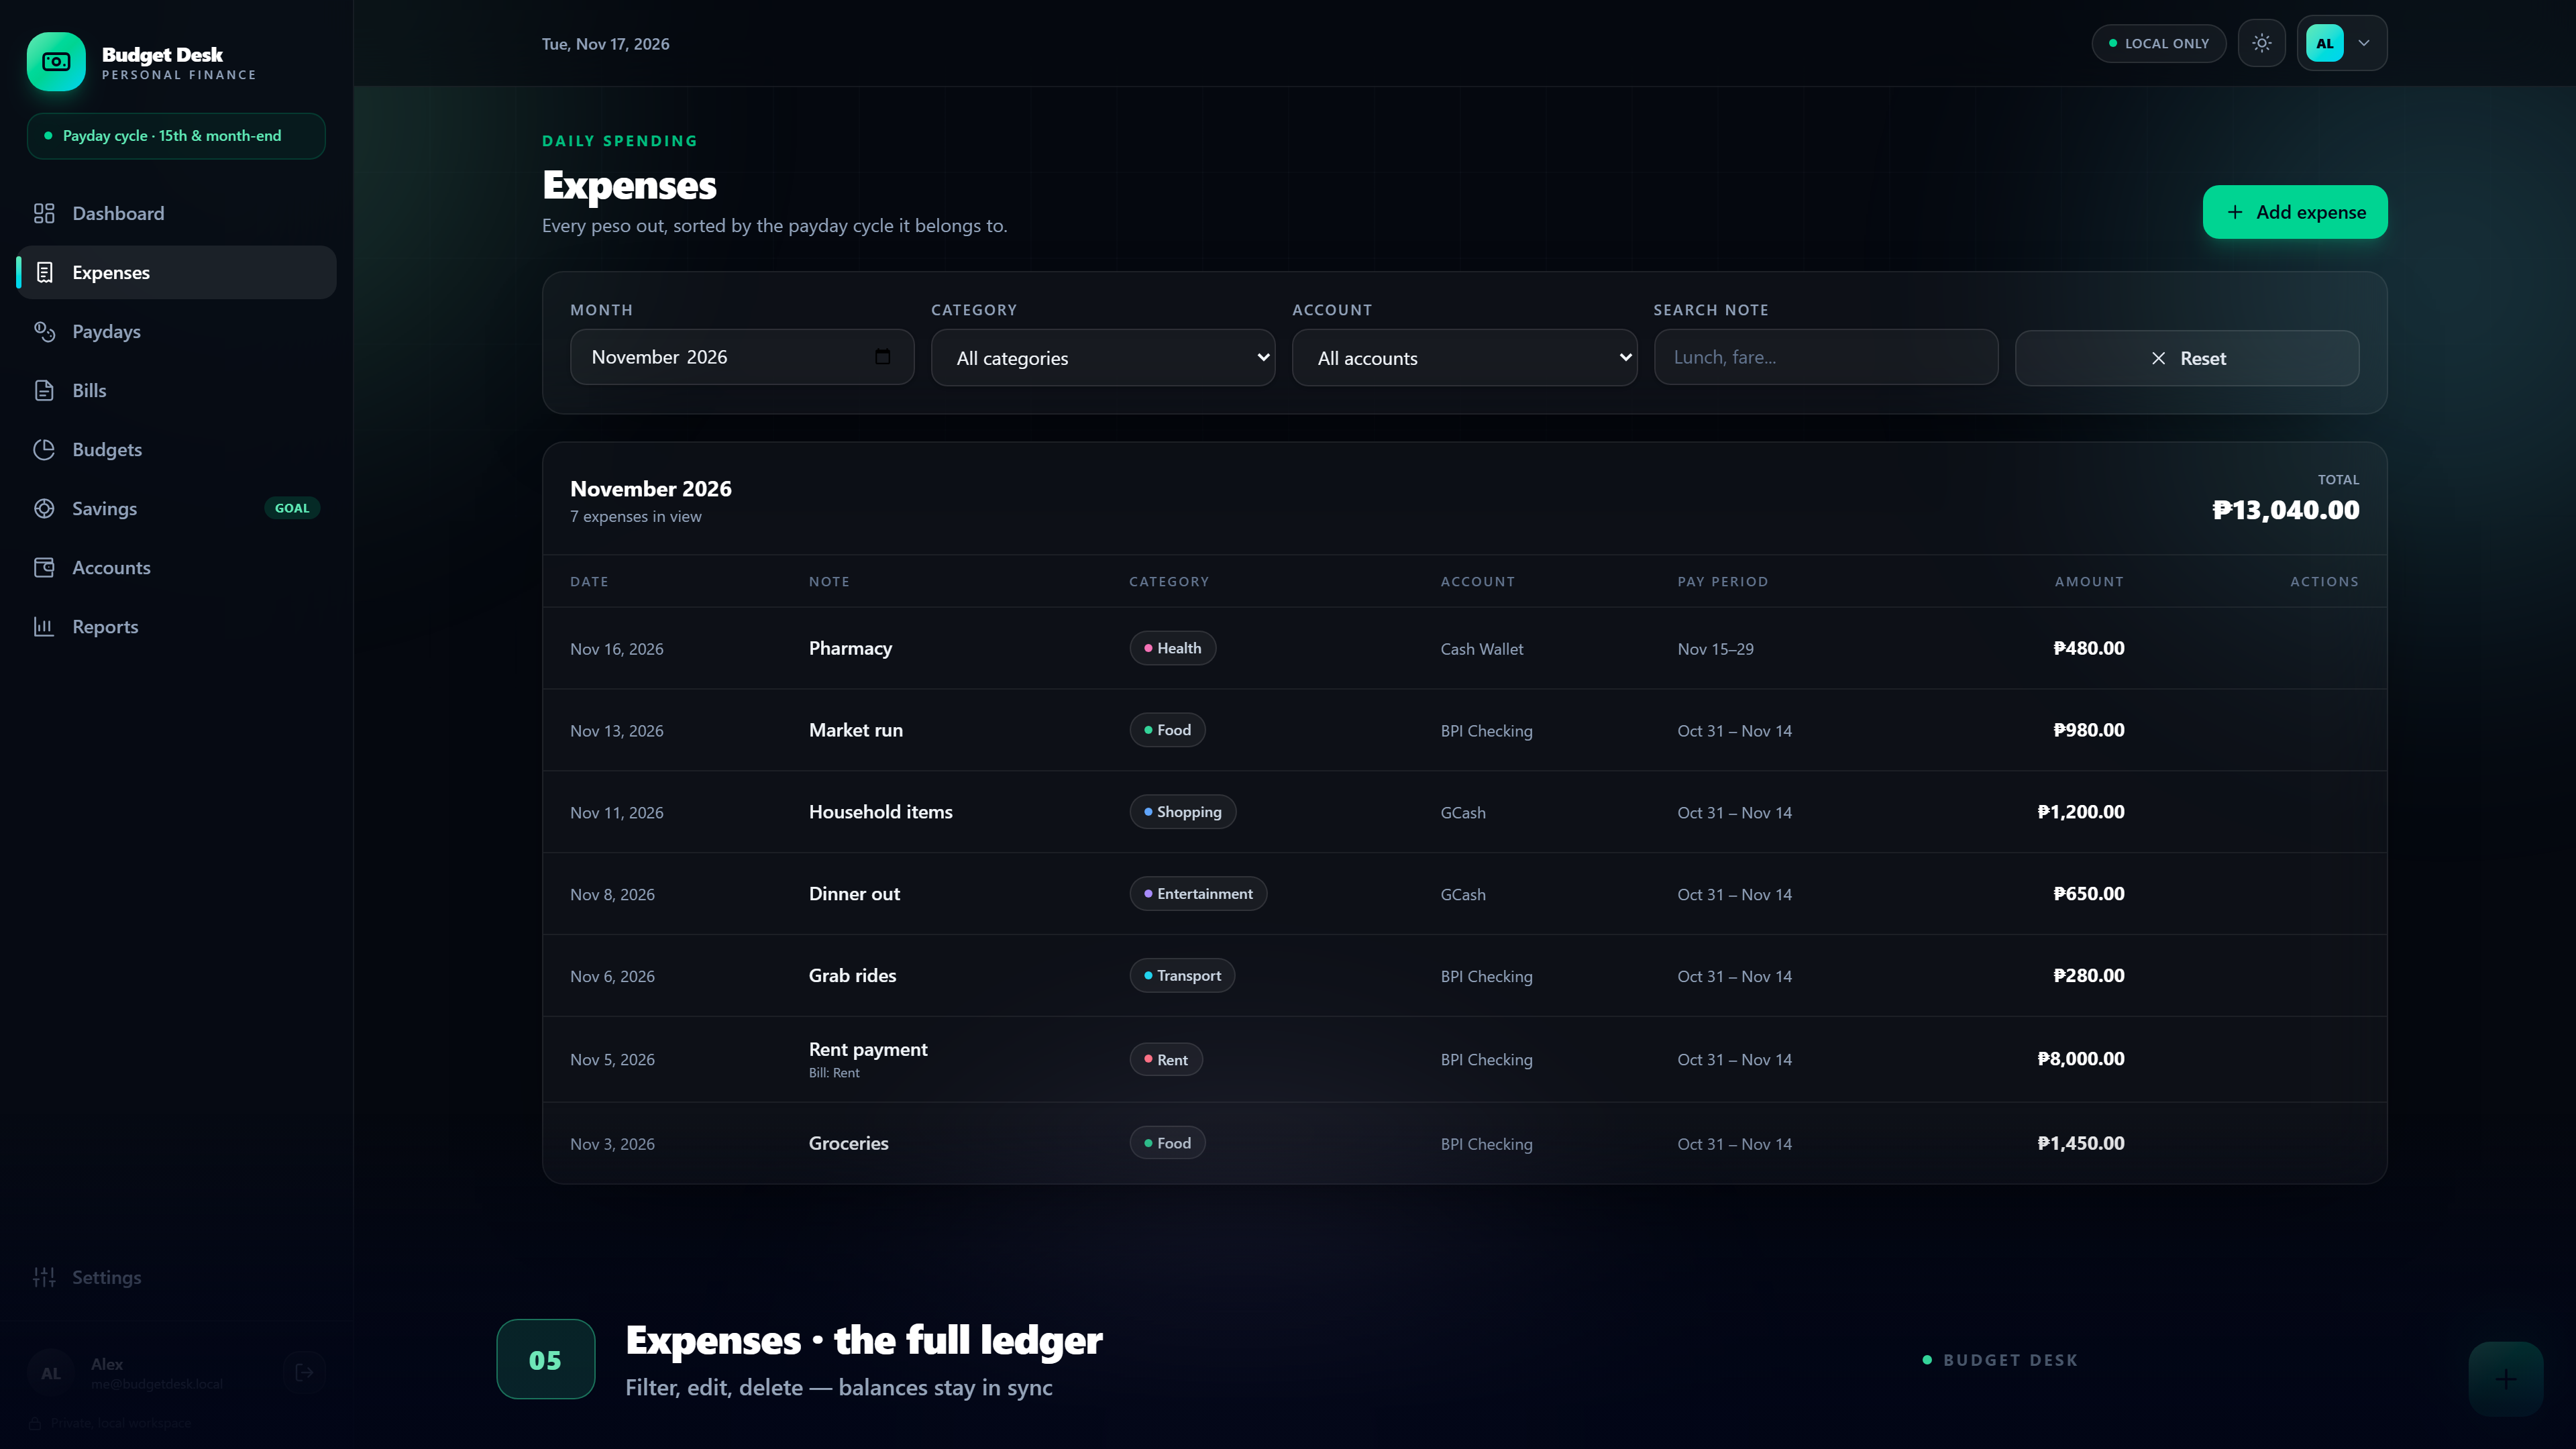 Budget Desk
PERSONAL FINANCE
Payday cycle · 15th & month-end
Dashboard
Expenses
Paydays
Bills
Budgets
Savings GOAL
Accounts
Reports
Settings
AL Alex
me@budgetdesk.local
Private, local workspace
Tue, Nov 17, 2026
LOCAL ONLY
AL
DAILY SPENDING
Expenses
Every peso out, sorted by the payday cycle it belongs to.
Add expense
MONTH CATEGORY ACCOUNT SEARCH NOTE
November 2026 All categories All accounts Lunch, fare... Reset
November 2026
7 expenses in view
TOTAL
₱13,040.00
DATE NOTE CATEGORY ACCOUNT PAY PERIOD AMOUNT ACTIONS
Nov 16, 2026 Pharmacy Health Cash Wallet Nov 15–29 ₱480.00
Nov 13, 2026 Market run Food BPI Checking Oct 31 – Nov 14 ₱980.00
Nov 11, 2026 Household items Shopping GCash Oct 31 – Nov 14 ₱1,200.00
Nov 8, 2026 Dinner out Entertainment GCash Oct 31 – Nov 14 ₱650.00
Nov 6, 2026 Grab rides Transport BPI Checking Oct 31 – Nov 14 ₱280.00
Nov 5, 2026 Rent payment Rent BPI Checking Oct 31 – Nov 14 ₱8,000.00
Bill: Rent
Nov 3, 2026 Groceries Food BPI Checking Oct 31 – Nov 14 ₱1,450.00
05
Expenses · the full ledger
Filter, edit, delete — balances stay in sync
BUDGET DESK